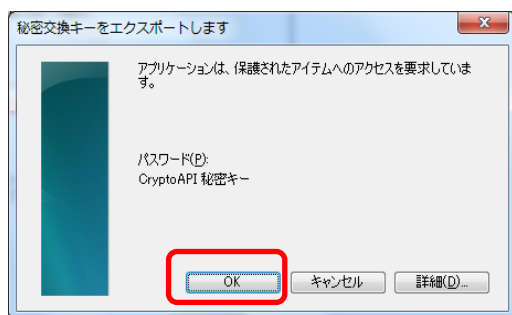 秘密交換キーをエクスポートします
アプリケーションは、保護されたアイテムへのアクセスを要求していま
す。
パスワード(P):
CryptoAPI 秘密キー
OK
キャンセル
詳細(D)...